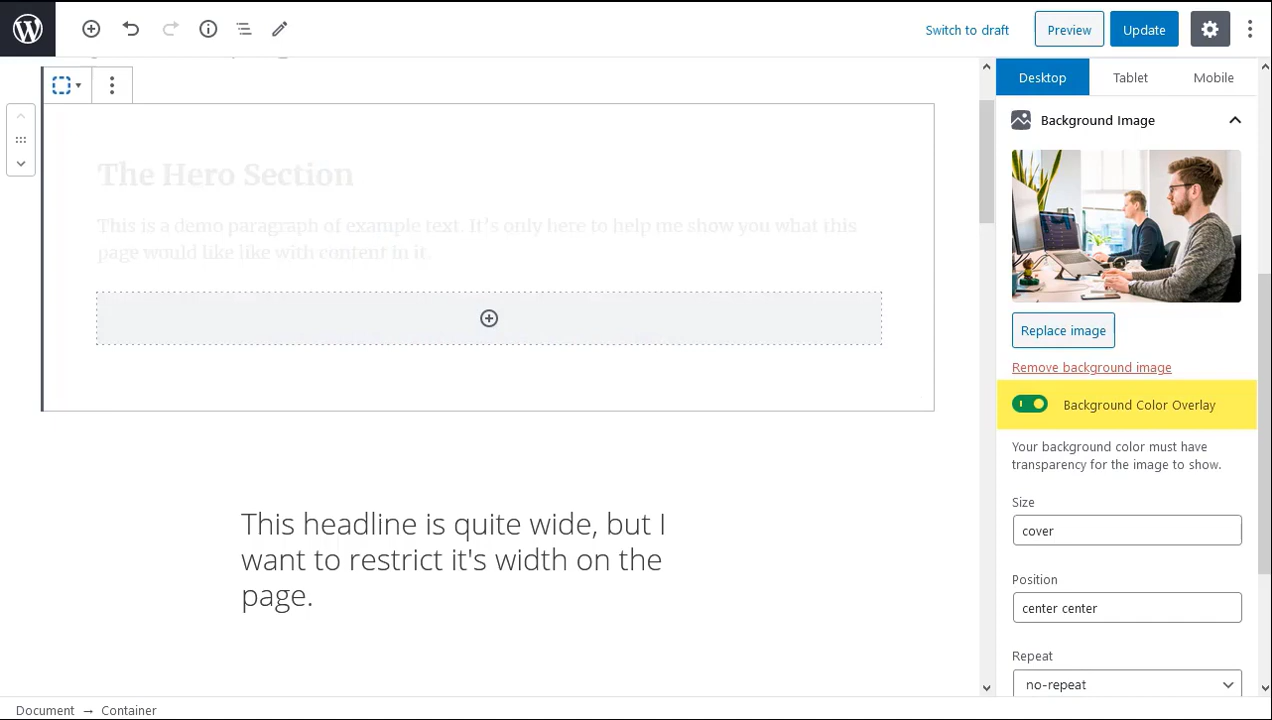 Switch to draft
Preview
Update
Desktop
Tablet
Mobile
Background Image
The Hero Section
This is a demo paragraph of example text. It's only here to help me show you what this
page would like like with content in it.
Replace image
Remove background image
Background Color Overlay
Your background color must have
transparency for the image to show.
Size
cover
Position
center center
Repeat
no-repeat
This headline is quite wide, but I
want to restrict it's width on the
page.
Document → Container